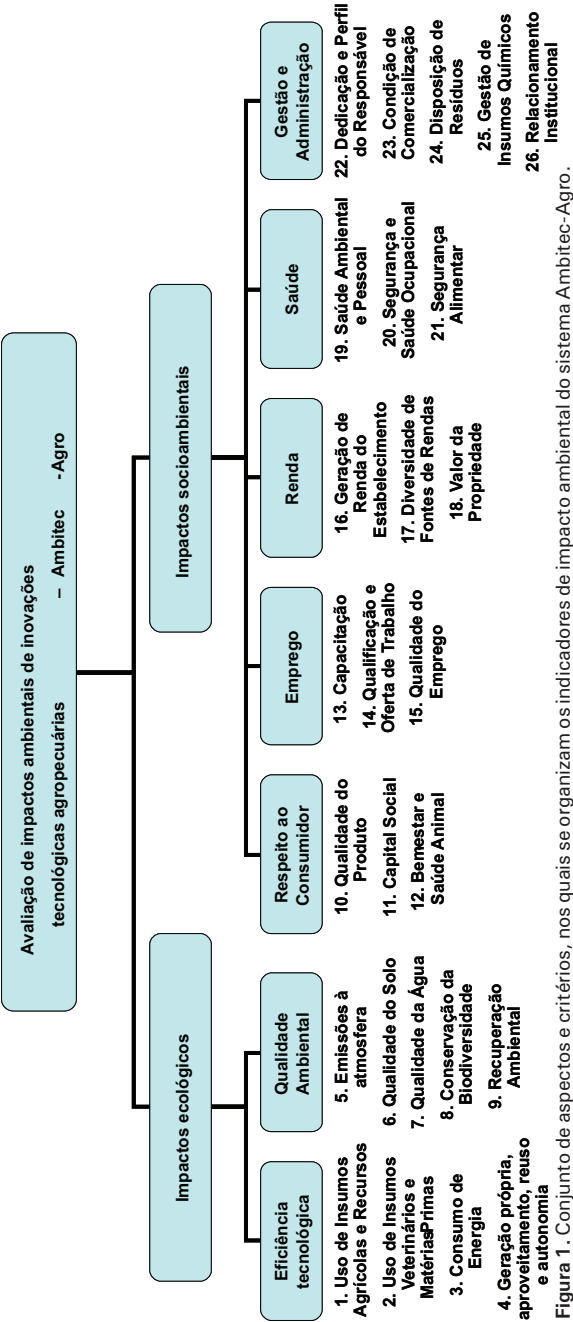 Avaliação de impactos ambientais de inovações
tecnológicas agropecuárias – Ambitec -Agro
Impactos ecológicos
Impactos socioambientais
Eficiência
tecnológica
1. Uso de Insumos
Agrícolas e Recursos
2. Uso de Insumos
Veterinários e
MatériasPrimas
3. Consumo de
Energia
4. Geração própria,
aproveitamento, reuso
e autonomia
Qualidade
Ambiental
5. Emissões à
atmosfera
6. Qualidade do Solo
7. Qualidade da Água
8. Conservação da
Biodiversidade
9. Recuperação
Ambiental
Respeito ao
Consumidor
10. Qualidade do
Produto
11. Capital Social
12. Bemestar e
Saúde Animal
Emprego
13. Capacitação
14. Qualificação e
Oferta de Trabalho
15. Qualidade do
Emprego
Renda
16. Geração de
Renda do
Estabelecimento
17. Diversidade de
Fontes de Rendas
18. Valor da
Propriedade
Saúde
19. Saúde Ambiental
e Pessoal
20. Segurança e
Saúde Ocupacional
21. Segurança
Alimentar
Gestão e
Administração
22. Dedicação e Perfil
do Responsável
23. Condição de
Comercialização
24. Disposição de
Resíduos
25. Gestão de
Insumos Químicos
26. Relacionamento
Institucional
Figura 1. Conjunto de aspectos e critérios, nos quais se organizam os indicadores de impacto ambiental do sistema Ambitec-Agro.